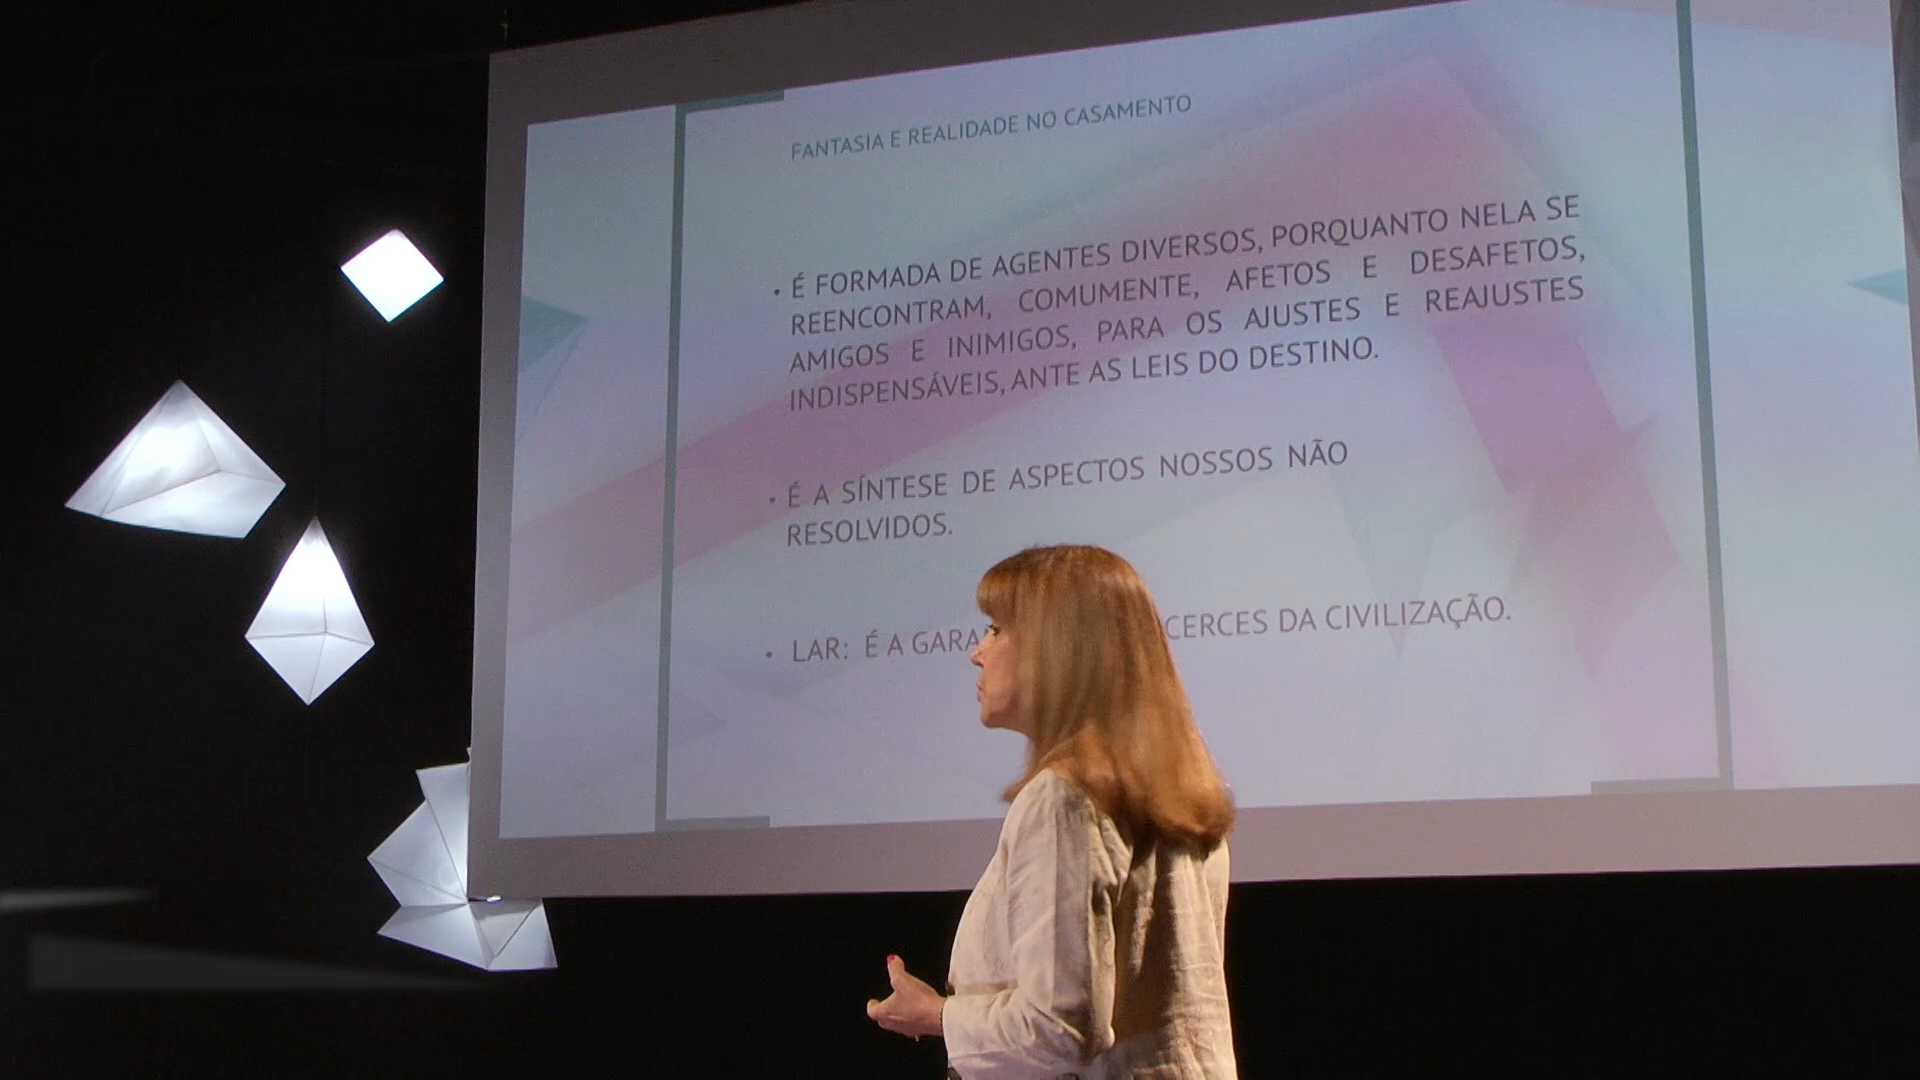 FANTASIA E REALIDADE NO CASAMENTO
• É FORMADA DE AGENTES DIVERSOS, PORQUANTO NELA SE
REENCONTRAM, COMUMENTE, AFETOS E DESAFETOS,
AMIGOS E INIMIGOS, PARA OS AJUSTES E REAJUSTES
INDISPENSÁVEIS, ANTE AS LEIS DO DESTINO.
• É A SÍNTESE DE ASPECTOS NOSSOS NÃO
RESOLVIDOS.
• LAR: É A GARA CERCES DA CIVILIZAÇÃO.